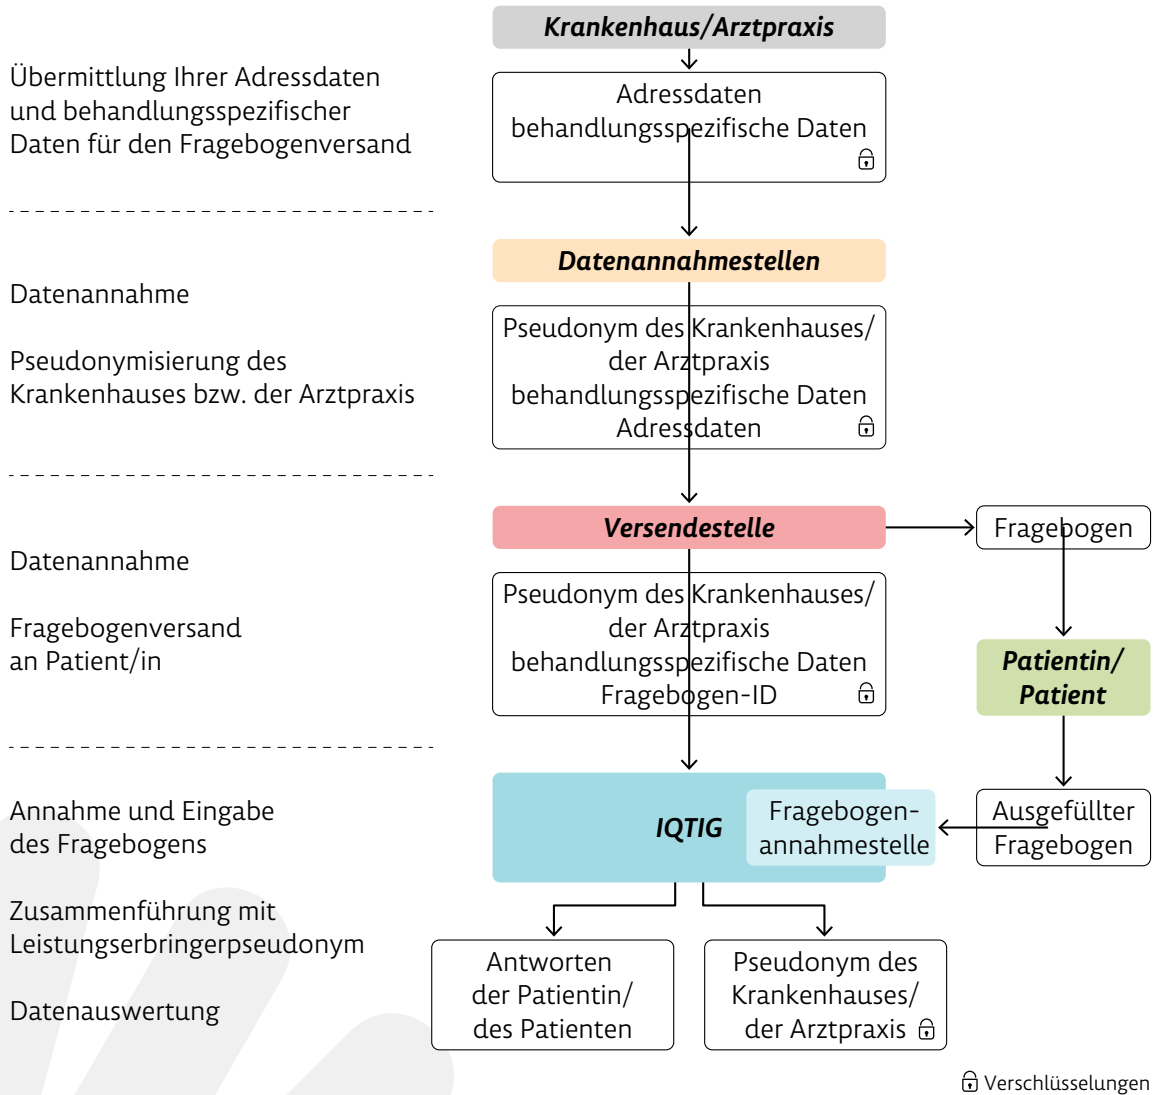 Krankenhaus/Arztpraxis
Übermittlung Ihrer Adressdaten
und behandlungsspezifischer
Daten für den Fragebogenversand
Adressdaten
behandlungsspezifische Daten
Datenannahmestellen
Datenannahme
Pseudonymisierung des
Krankenhauses bzw. der Arztpraxis
Pseudonym des Krankenhauses/
der Arztpraxis
behandlungsspezifische Daten
Adressdaten
Versendestelle
Fragebogen
Datenannahme
Fragebogenversand
an Patient/in
Pseudonym des Krankenhauses/
der Arztpraxis
behandlungsspezifische Daten
Fragebogen-ID
Patientin/
Patient
Annahme und Eingabe
des Fragebogens
Zusammenführung mit
Leistungserbringerpseudonym
Datenauswertung
IQTIG
Fragebogen-
annahmestelle
Ausgefüllter
Fragebogen
Antworten
der Patientin/
des Patienten
Pseudonym des
Krankenhauses/
der Arztpraxis
Verschlüsselungen